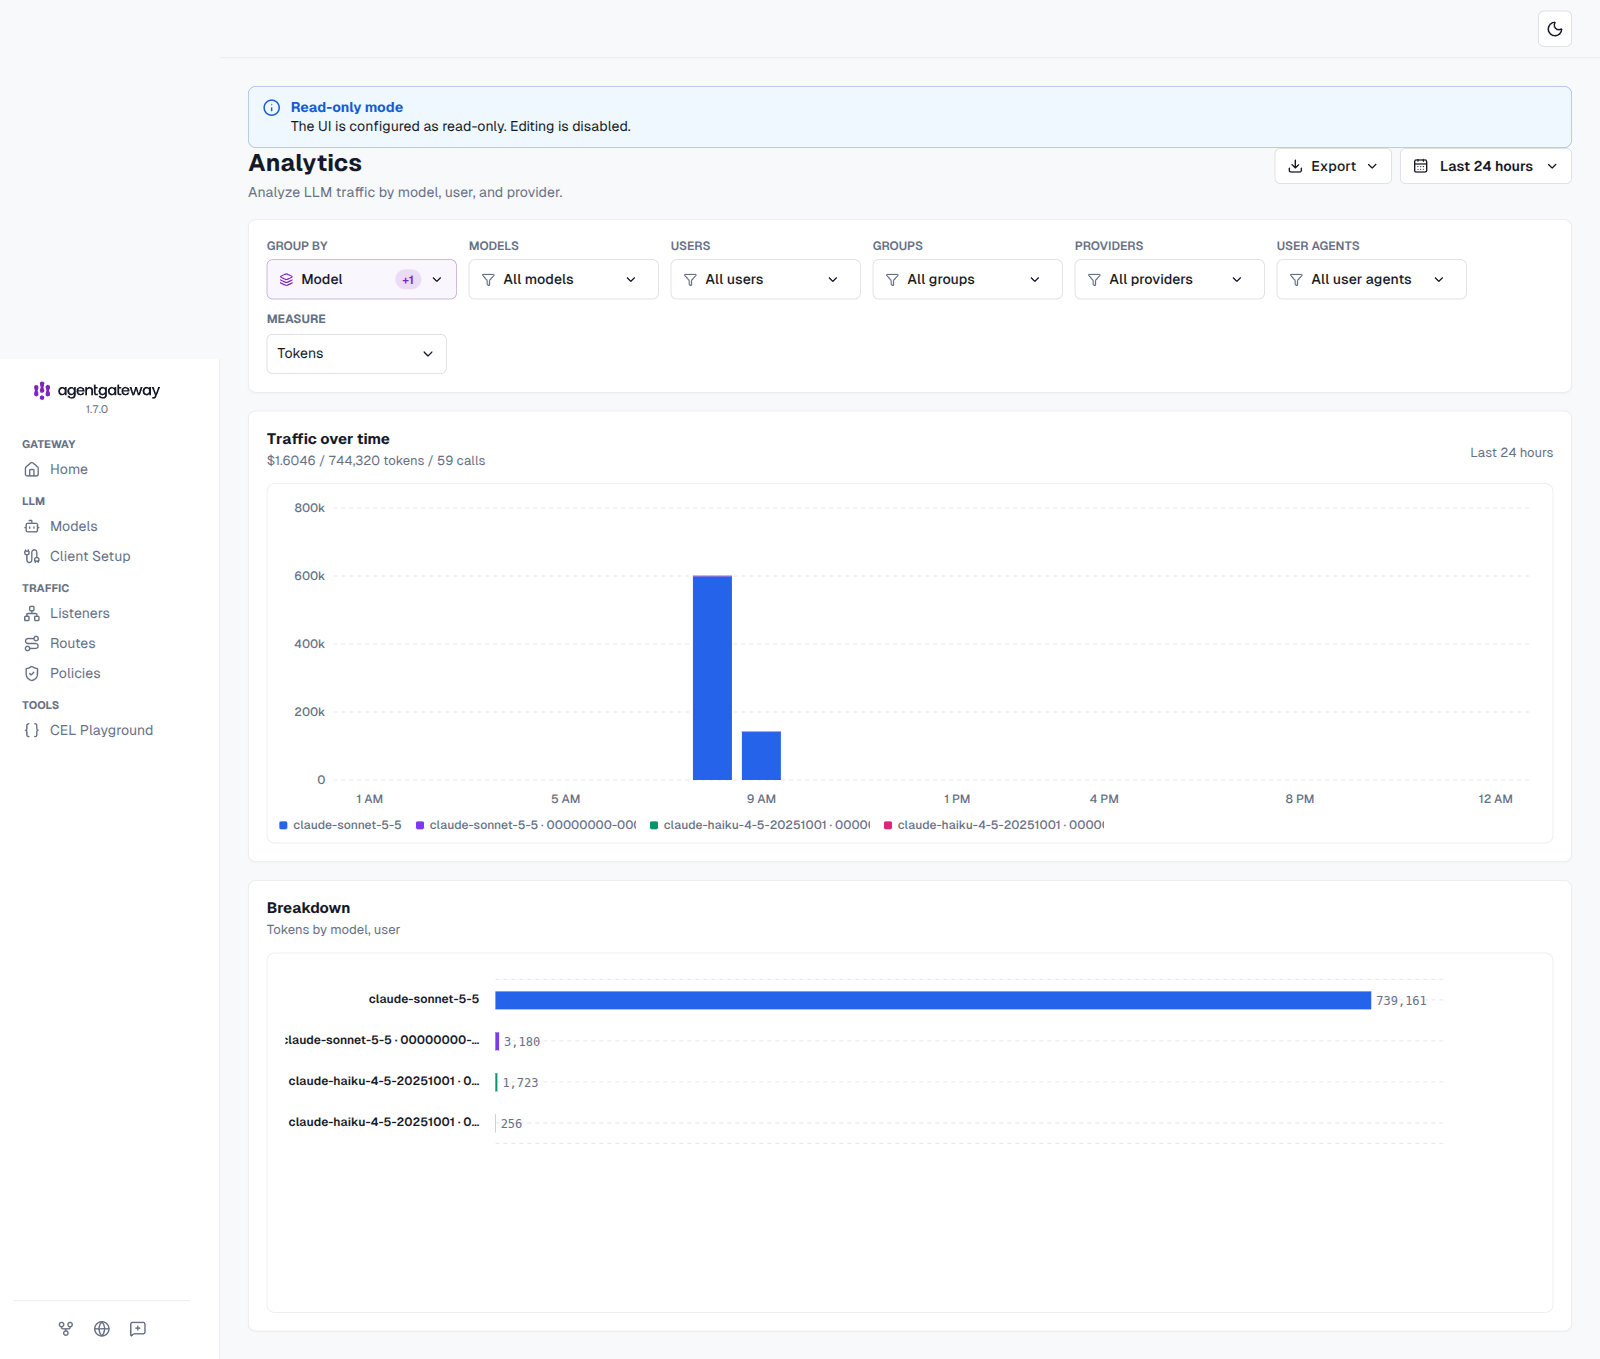 Read-only mode
The UI is configured as read-only. Editing is disabled.
Analytics
Analyze LLM traffic by model, user, and provider.
Export
Last 24 hours
GROUP BY
Model +1
MODELS
All models
USERS
All users
GROUPS
All groups
PROVIDERS
All providers
USER AGENTS
All user agents
MEASURE
Tokens
agentgateway
1.7.0
GATEWAY
Home
LLM
Models
Client Setup
TRAFFIC
Listeners
Routes
Policies
TOOLS
CEL Playground
Traffic over time
$1.6046 / 744,320 tokens / 59 calls
Last 24 hours
800k
600k
400k
200k
0
1 AM 5 AM 9 AM 1 PM 4 PM 8 PM 12 AM
claude-sonnet-5-5 claude-sonnet-5-5 · 00000000-00 claude-haiku-4-5-20251001 · 0000 claude-haiku-4-5-20251001 · 0000
Breakdown
Tokens by model, user
claude-sonnet-5-5 739,161
claude-sonnet-5-5 · 00000000-… 3,180
claude-haiku-4-5-20251001 · 0… 1,723
claude-haiku-4-5-20251001 · 0… 256